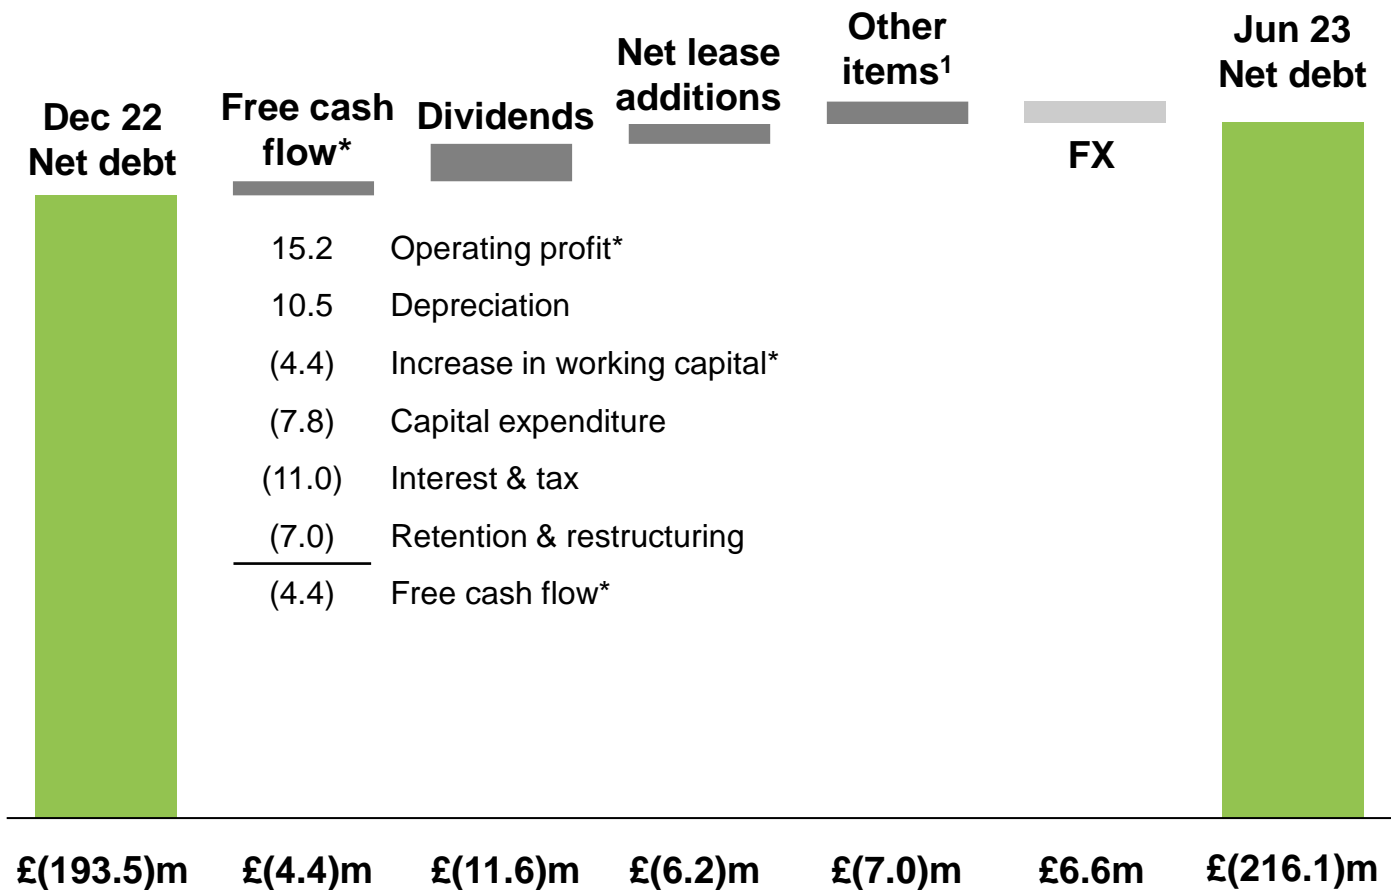 Dec 22
Net debt
Free cash
flow*
Dividends
Net lease
additions
Other
items¹
FX
Jun 23
Net debt
15.2 Operating profit*
10.5 Depreciation
(4.4) Increase in working capital*
(7.8) Capital expenditure
(11.0) Interest & tax
(7.0) Retention & restructuring
(4.4) Free cash flow*
£(193.5)m £(4.4)m £(11.6)m £(6.2)m £(7.0)m £6.6m £(216.1)m